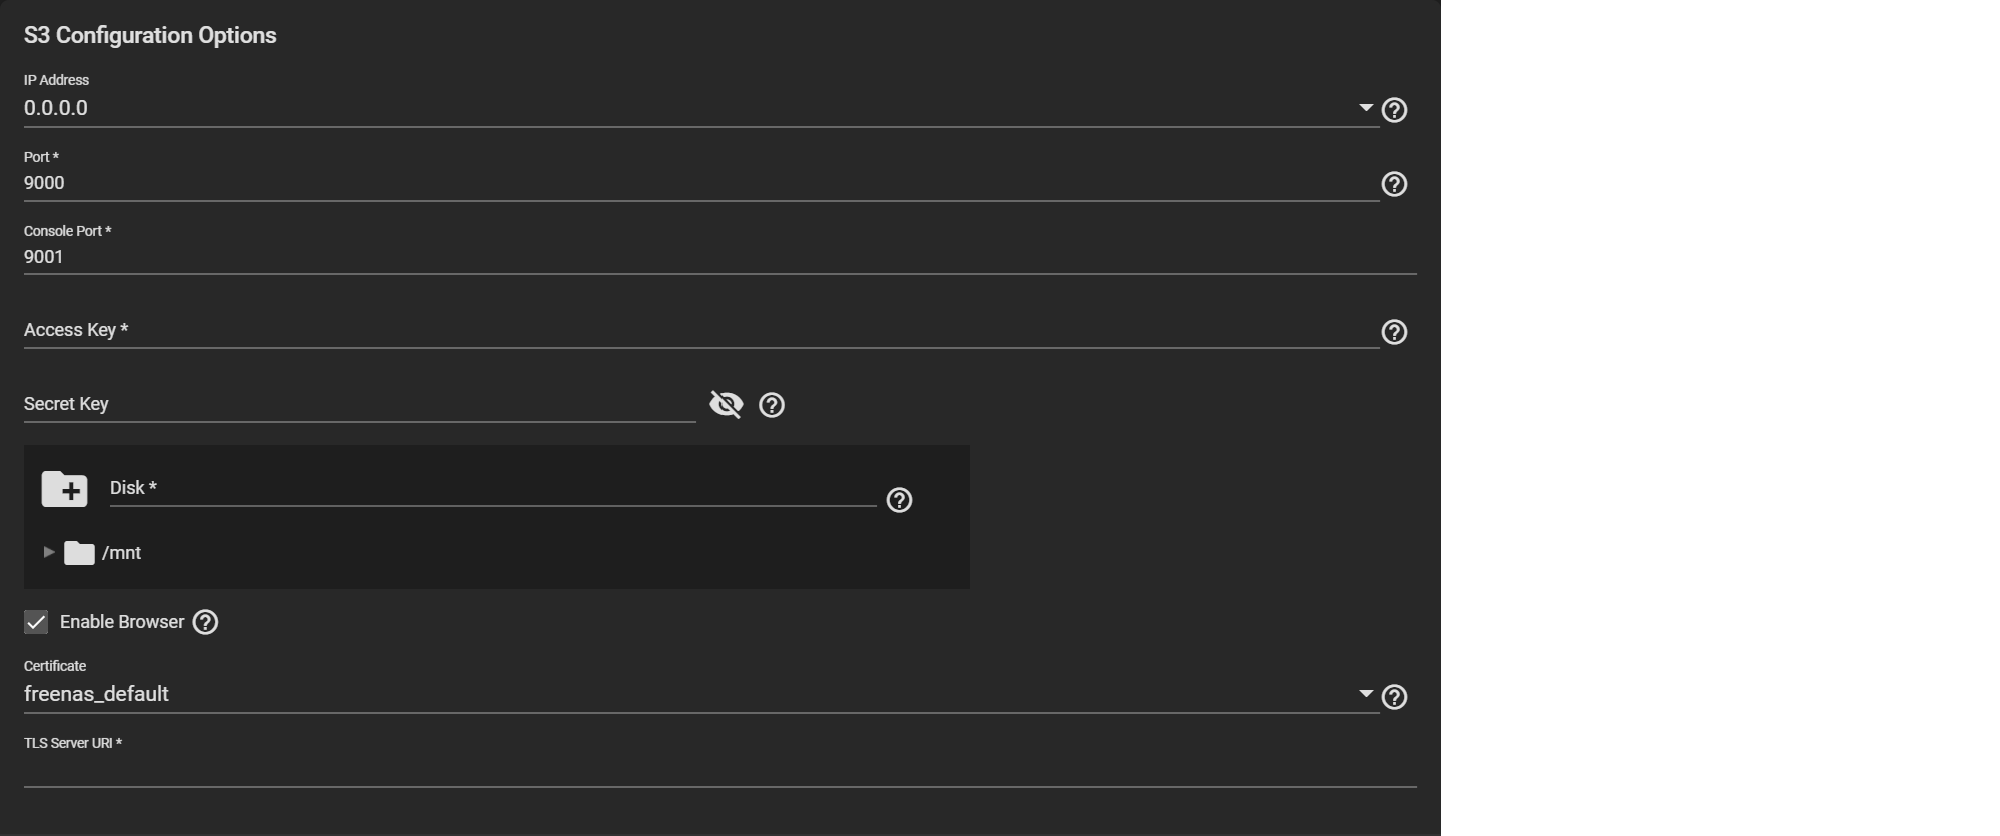 S3 Configuration Options
IP Address
0.0.0.0
Port *
9000
Console Port *
9001
Access Key *
Secret Key
Disk *
/mnt
Enable Browser
Certificate
freenas_default
TLS Server URI *